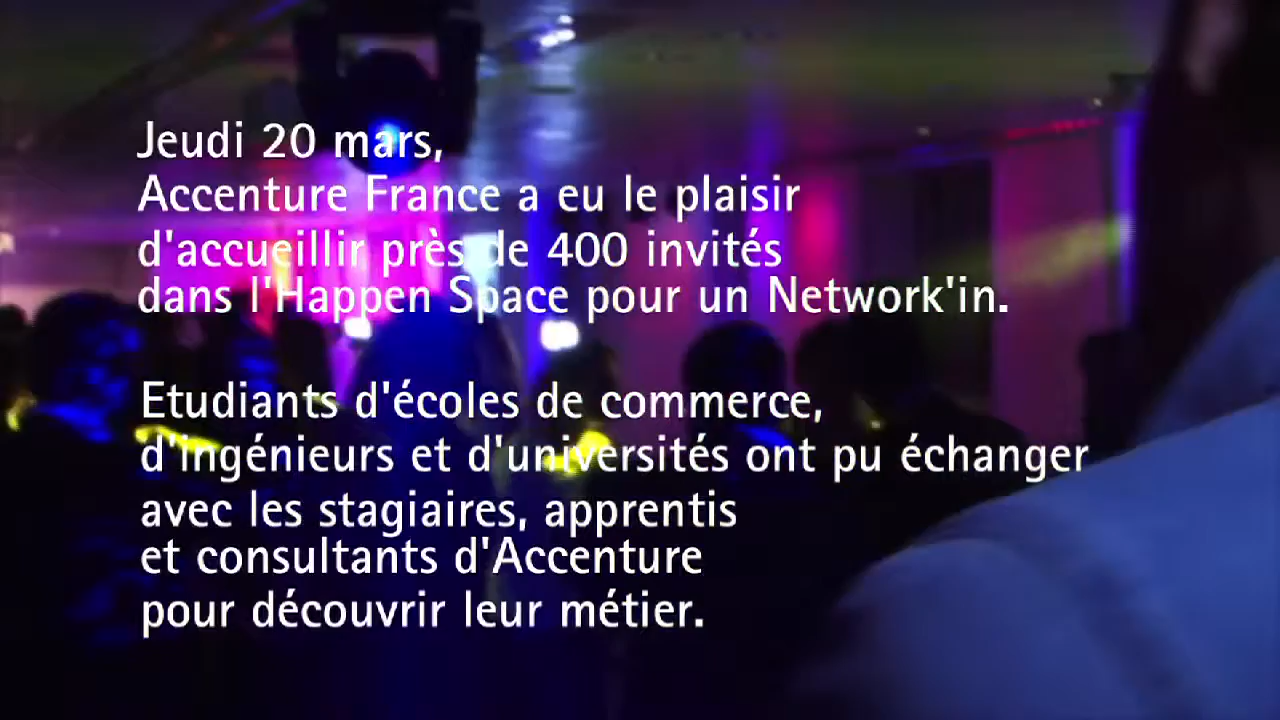 Jeudi 20 mars,
Accenture France a eu le plaisir
d'accueillir près de 400 invités
dans l'Happen Space pour un Network'in.
Etudiants d'écoles de commerce,
d'ingénieurs et d'universités ont pu échanger
avec les stagiaires, apprentis
et consultants d'Accenture
pour découvrir leur métier.